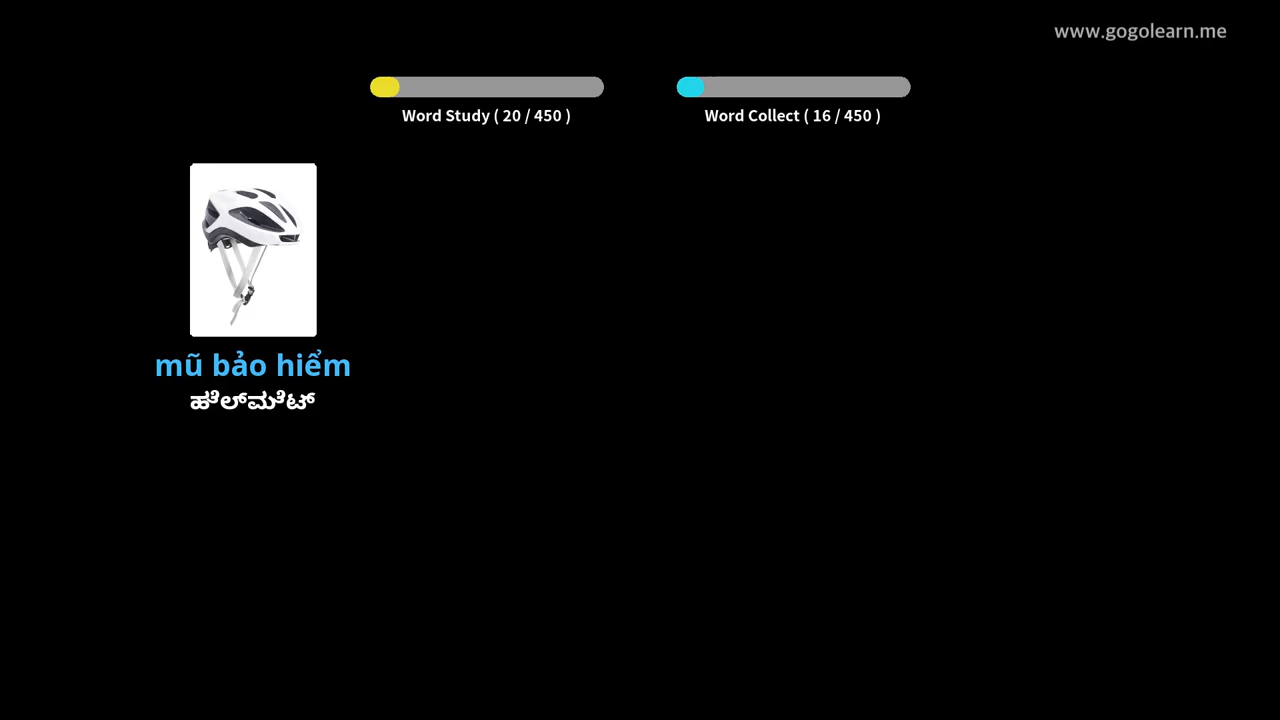 www.gogolearn.me
Word Study ( 20 / 450 )
Word Collect ( 16 / 450 )
mũ bảo hiểm
ಹೆಲ್ಮೆಟ್